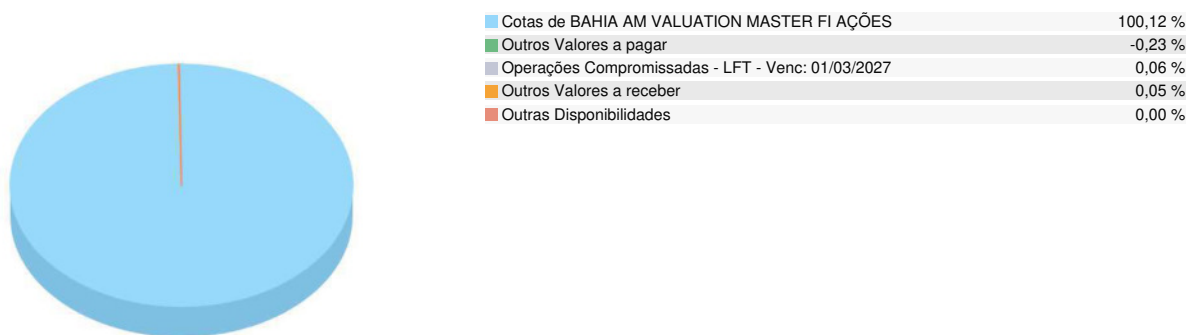 Cotas de BAHIA AM VALUATION MASTER FI AÇÕES 100,12 %
Outros Valores a pagar -0,23 %
Operações Compromissadas - LFT - Venc: 01/03/2027 0,06 %
Outros Valores a receber 0,05 %
Outras Disponibilidades 0,00 %